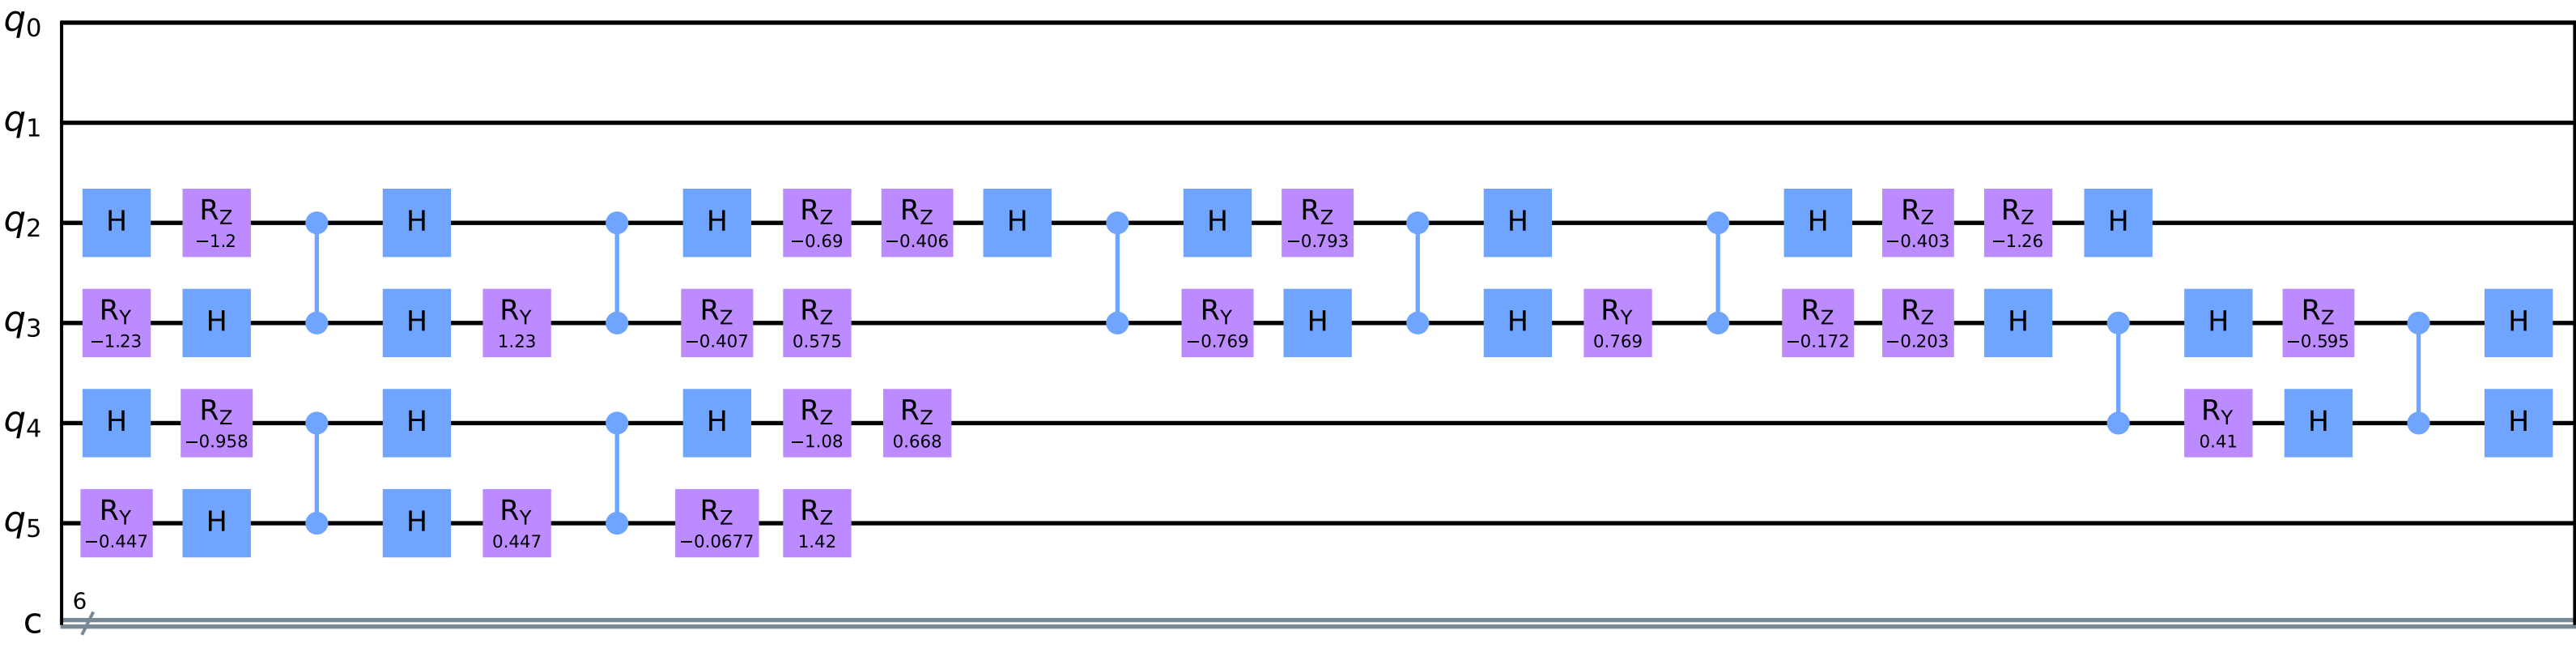 q0
q1
H RZ H H RZ RZ H H RZ H H RZ RZ H
−1.2 −0.69 −0.406 −0.793 −0.403 −1.26
q2
RY H H RY RZ RZ RY H H RY RZ RZ H H RZ H
−1.23 1.23 −0.407 0.575 −0.769 0.769 −0.172 −0.203 −0.595
q3
H RZ H H RZ RZ RY H H
−0.958 −1.08 0.668 0.41
q4
RY H H RY RZ RZ
−0.447 0.447 −0.0677 1.42
q5
6
c